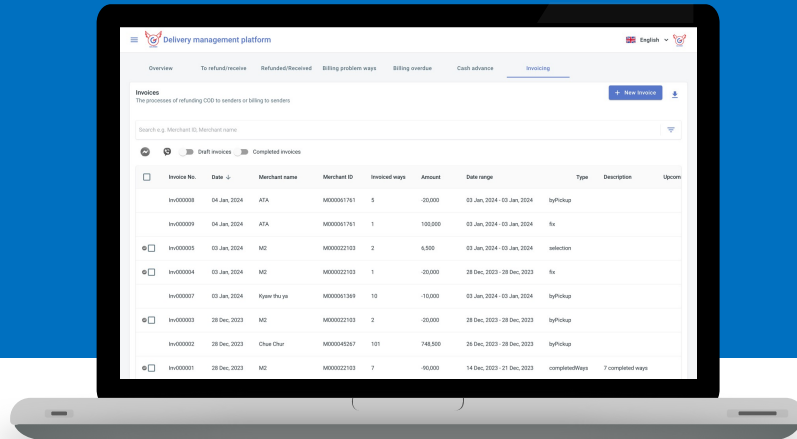 Delivery management platform
English
Overview To refund/receive Refunded/Received Billing problem ways Billing overdue Cash advance Invoicing
Invoices
+ New Invoice
The processes of refunding COD to senders or billing to senders
Search e.g. Merchant ID, Merchant name
Draft invoices Completed invoices
Invoice No. Date ↓ Merchant name Merchant ID Invoiced ways Amount Date range Type Description Upcom
Inv000008 04 Jan, 2024 ATA M000061761 5 -20,000 03 Jan, 2024 - 03 Jan, 2024 byPickup
Inv000009 04 Jan, 2024 ATA M000061761 1 100,000 03 Jan, 2024 - 03 Jan, 2024 fix
Inv000005 03 Jan, 2024 M2 M000022103 2 6,500 03 Jan, 2024 - 03 Jan, 2024 selection
Inv000004 03 Jan, 2024 M2 M000022103 1 -20,000 28 Dec, 2023 - 28 Dec, 2023 fix
Inv000007 03 Jan, 2024 Kyaw thu ya M000061369 10 -10,000 03 Jan, 2024 - 03 Jan, 2024 byPickup
Inv000003 28 Dec, 2023 M2 M000022103 2 -20,000 28 Dec, 2023 - 28 Dec, 2023 byPickup
Inv000002 28 Dec, 2023 Chue Chur M000045267 101 748,500 26 Dec, 2023 - 28 Dec, 2023 byPickup
Inv000001 28 Dec, 2023 M2 M000022103 7 -90,000 14 Dec, 2023 - 21 Dec, 2023 completedWays 7 completed ways